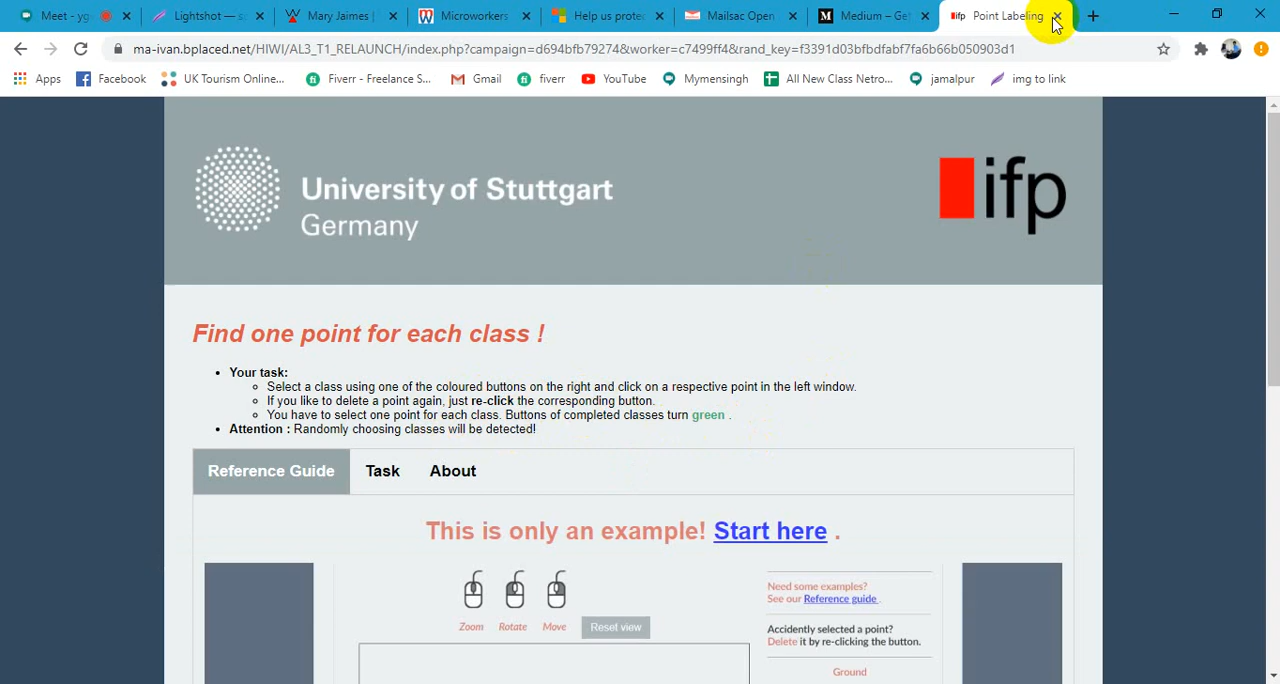 Meet - yg
Lightshot — s
Mary Jaimes |
Microworkers
Help us prote
Mailsac Open
Medium – Ge
ifp Point Labeling
ma-ivan.bplaced.net/HIWI/AL3_T1_RELAUNCH/index.php?campaign=d694bfb79274&worker=c7499ff4&rand_key=f3391d03bfbdfabf7fa6b66b050903d1
Apps
Facebook
UK Tourism Online...
Fiverr - Freelance S...
Gmail
fiverr
YouTube
Mymensingh
All New Class Netro...
jamalpur
img to link
University of Stuttgart
Germany
ifp
Find one point for each class !
• Your task:
Select a class using one of the coloured buttons on the right and click on a respective point in the left window.
If you like to delete a point again, just re-click the corresponding button.
You have to select one point for each class. Buttons of completed classes turn green .
• Attention : Randomly choosing classes will be detected!
Reference Guide
Task
About
This is only an example! Start here .
Zoom
Rotate
Move
Reset view
Need some examples?
See our Reference guide .
Accidently selected a point?
Delete it by re-clicking the button.
Ground